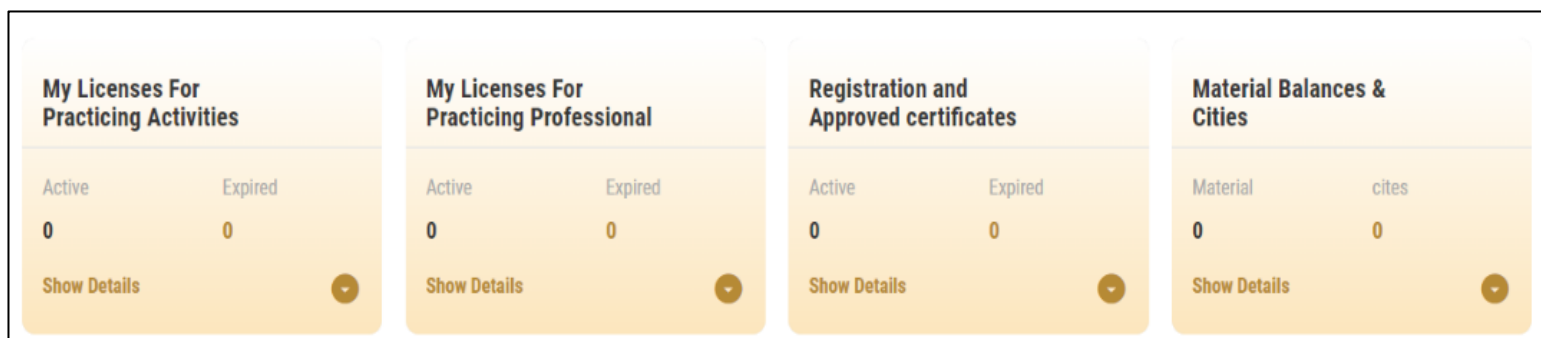 My Licenses For
Practicing Activities
Active Expired
0 0
Show Details
My Licenses For
Practicing Professional
Active Expired
0 0
Show Details
Registration and
Approved certificates
Active Expired
0 0
Show Details
Material Balances &
Cities
Material cites
0 0
Show Details